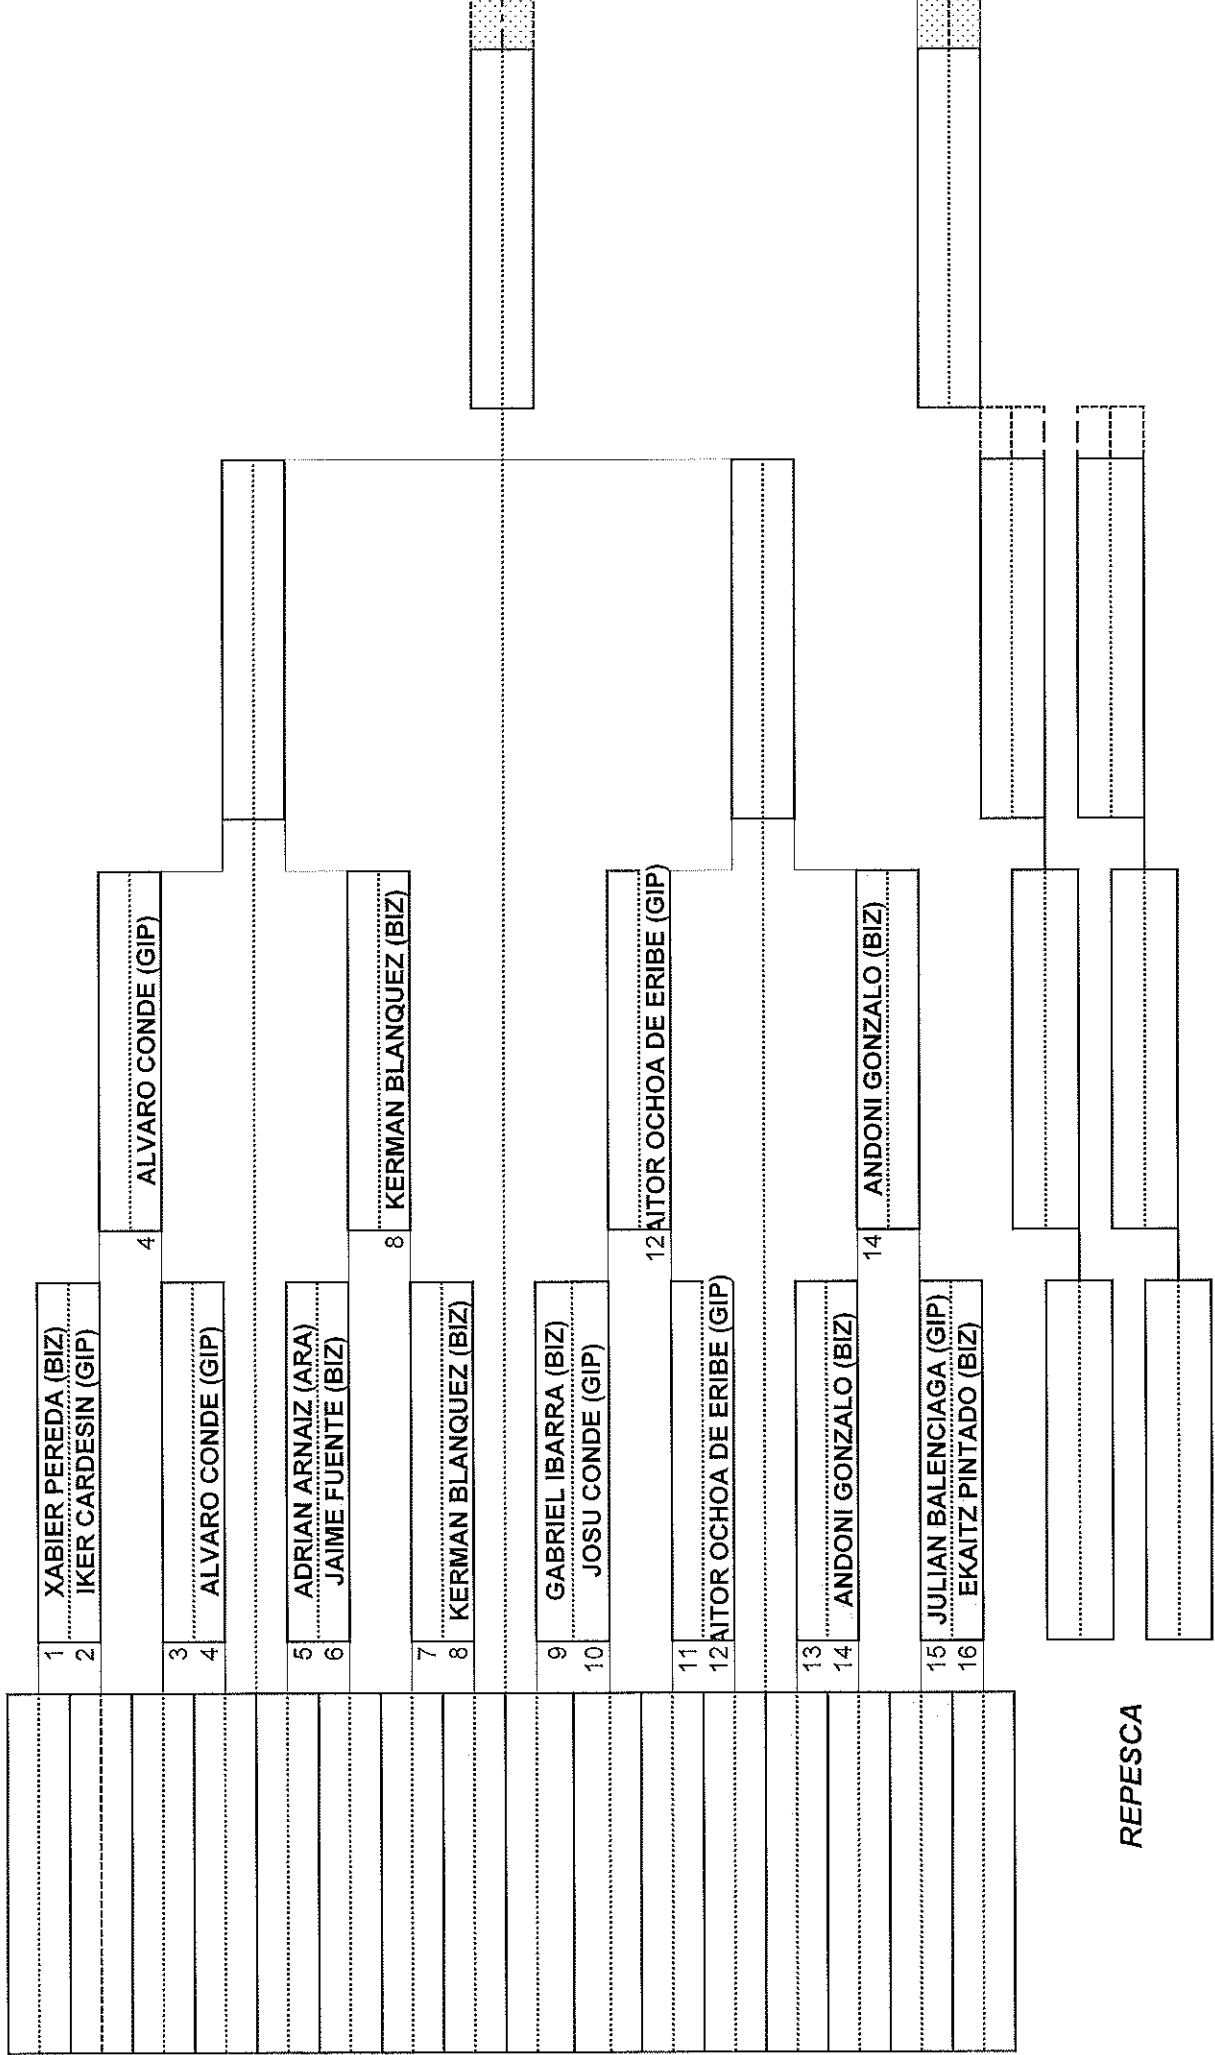 1 XABIER PEREDA (BIZ)
2 IKER CARDESIN (GIP)
3
4 ALVARO CONDE (GIP)
5 ADRIAN ARNAIZ (ARA)
6 JAIME FUENTE (BIZ)
7
8 KERMAN BLANQUEZ (BIZ)
9 GABRIEL IBARRA (BIZ)
10 JOSU CONDE (GIP)
11
12 AITOR OCHOA DE ERIBE (GIP)
13
14 ANDONI GONZALO (BIZ)
15 JULIAN BALENCIAGA (GIP)
16 EKAITZ PINTADO (BIZ)
4 ALVARO CONDE (GIP)
8 KERMAN BLANQUEZ (BIZ)
12 AITOR OCHOA DE ERIBE (GIP)
14 ANDONI GONZALO (BIZ)
REPESCA